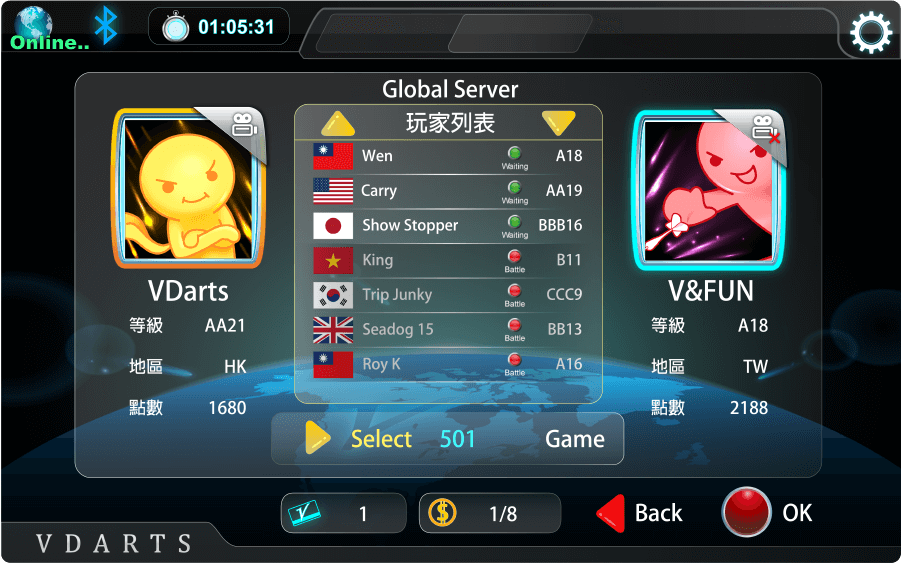 Online..
01:05:31
Global Server
玩家列表
Wen Waiting A18
Carry Waiting AA19
Show Stopper Waiting BBB16
King Battle B11
Trip Junky Battle CCC9
Seadog 15 Battle BB13
Roy K Battle A16
VDarts
等級 AA21
地區 HK
點數 1680
V&FUN
等級 A18
地區 TW
點數 2188
Select 501 Game
1
$ 1/8
Back
OK
VDARTS